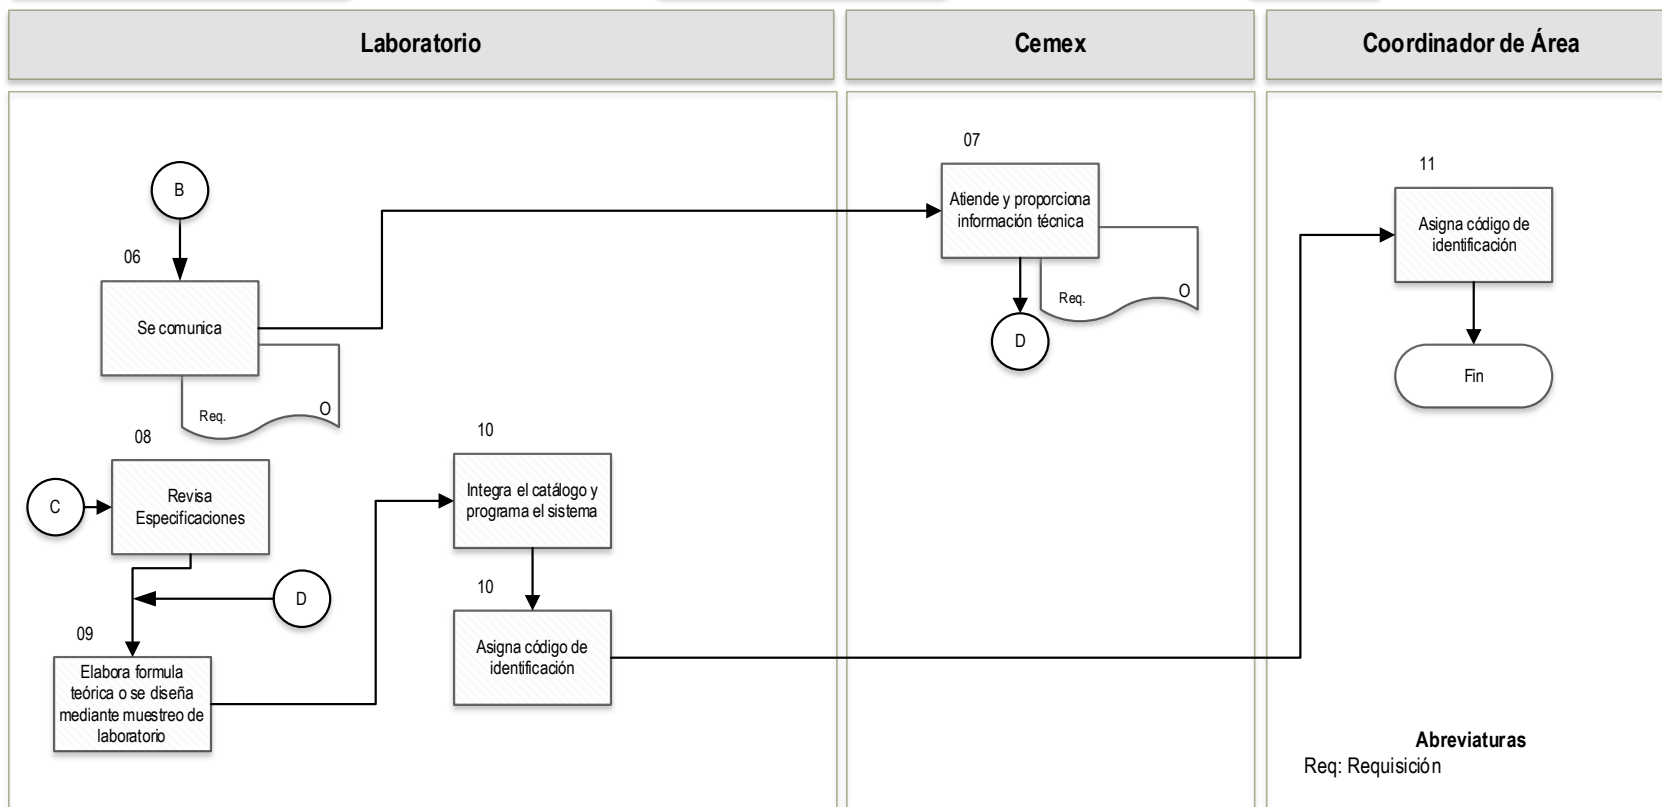 Laboratorio
Cemex
Coordinador de Área
B
06
Se comunica
Req.
O
07
Atiende y proporciona
información técnica
Req.
O
D
11
Asigna código de
identificación
Fin
08
C
Revisa
Especificaciones
D
09
Elabora formula
teórica o se diseña
mediante muestreo de
laboratorio
10
Integra el catálogo y
programa el sistema
10
Asigna código de
identificación
Abreviaturas
Req: Requisición